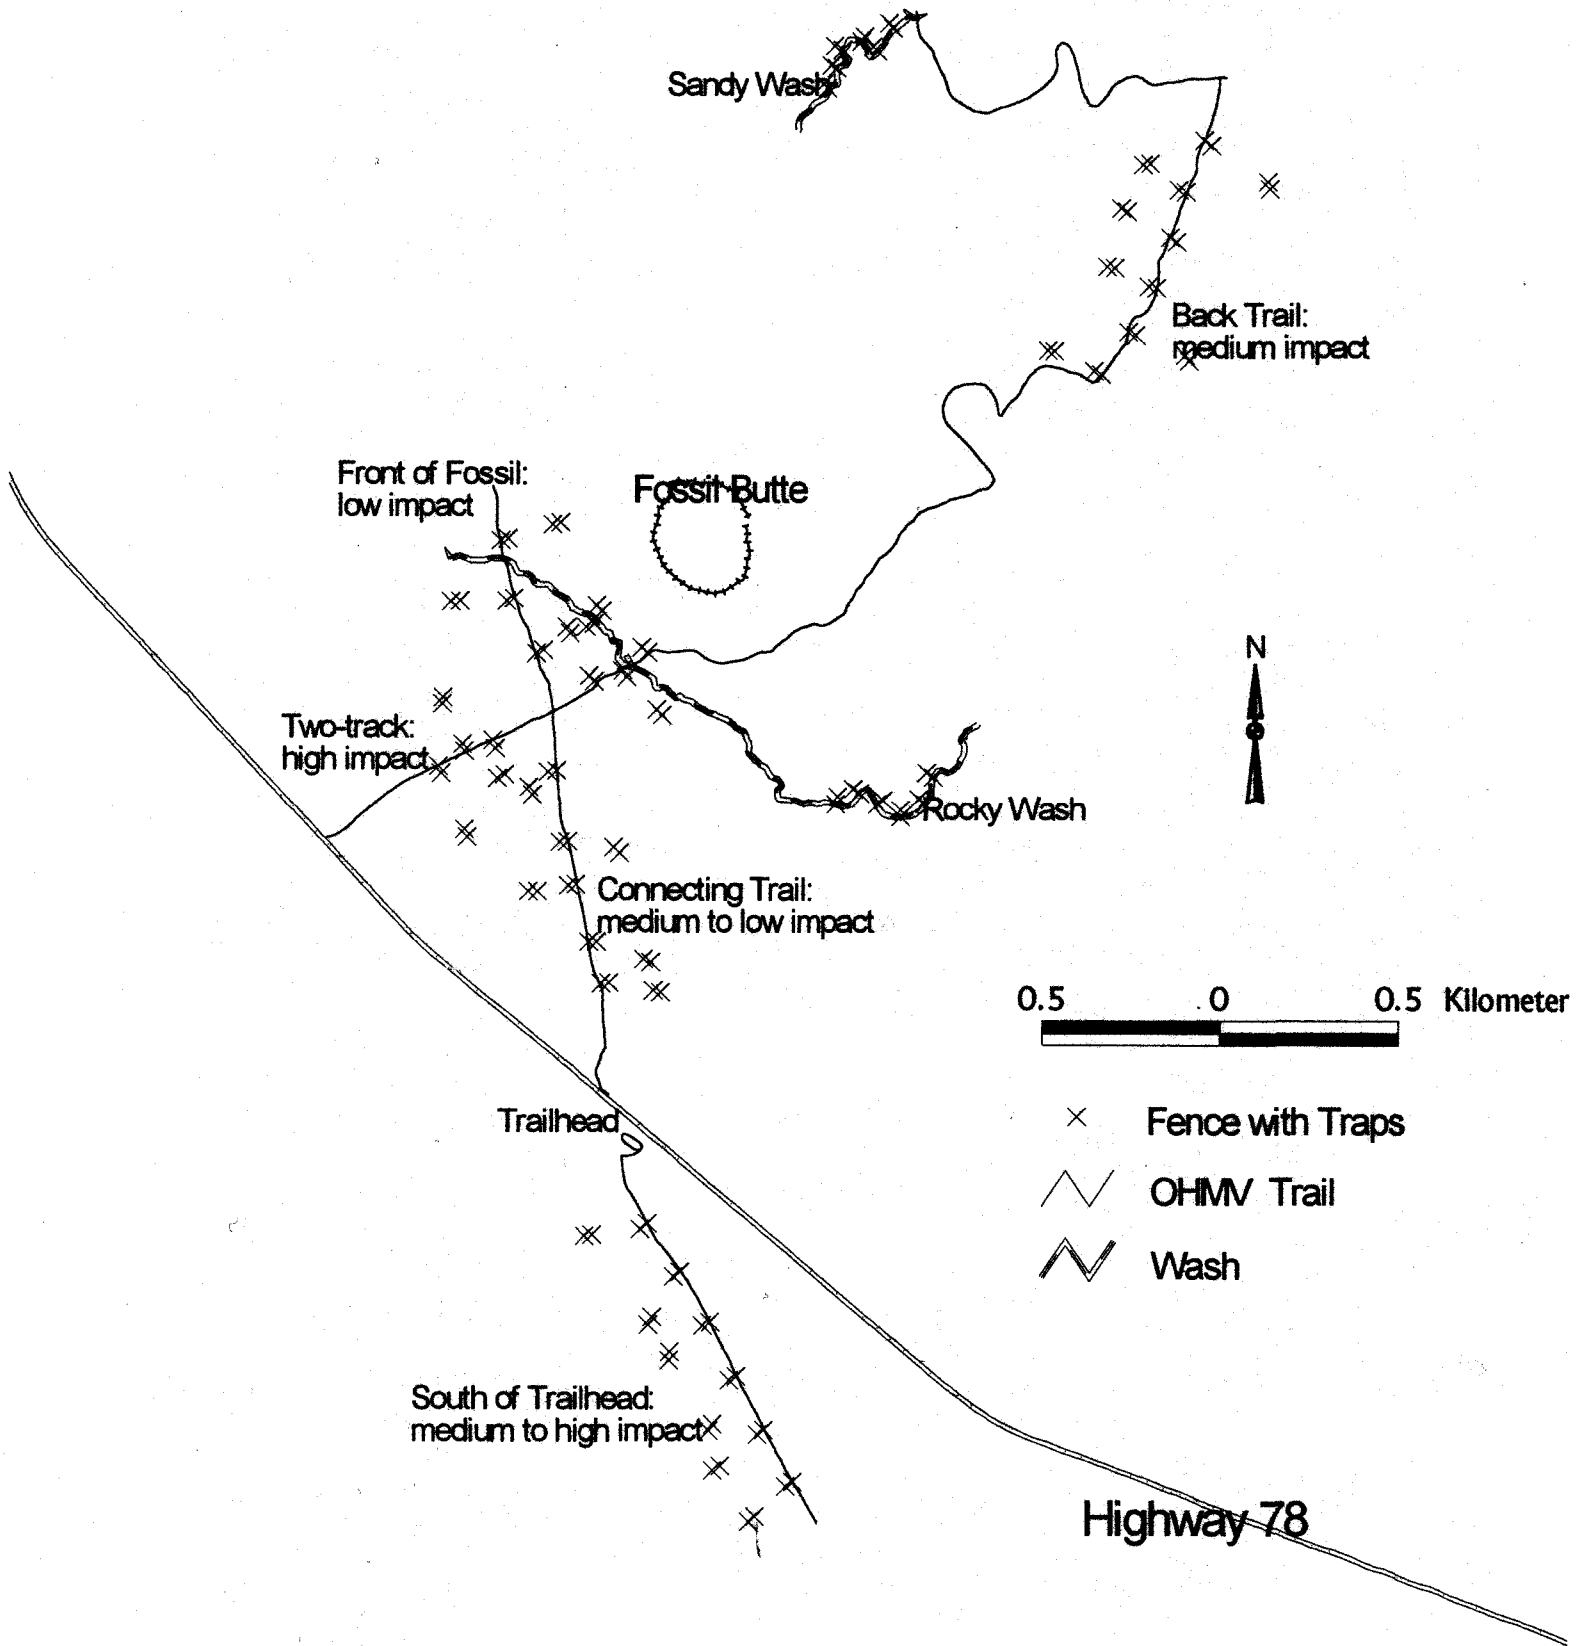 Sandy Wash
Back Trail:
medium impact
Front of Fossil:
low impact
Fossil Butte
N
Two-track:
high impact
Rocky Wash
Connecting Trail:
medium to low impact
0.5 0 0.5 Kilometer
Trailhead
Fence with Traps
OHMV Trail
Wash
South of Trailhead:
medium to high impact
Highway 78